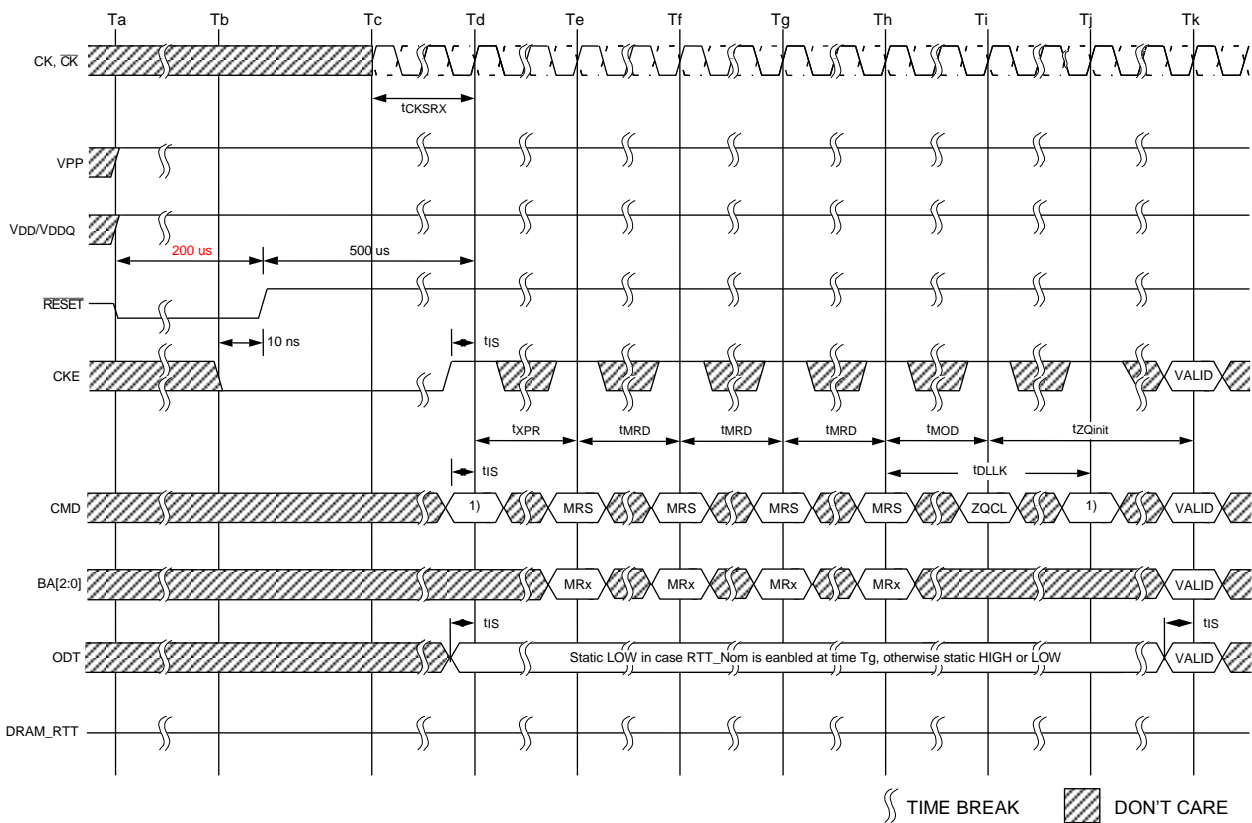 Ta Tb Tc Td Te Tf Tg Th Ti Tj Tk
CK, CK
tCKSRX
VPP
VDD/VDDQ
200 us 500 us
RESET
10 ns tIS
CKE VALID
tXPR tMRD tMRD tMRD tMOD tZQinit
tIS tDLLK
CMD 1) MRS MRS MRS MRS ZQCL 1) VALID
BA[2:0] MRx MRx MRx MRx VALID
tIS tIS
ODT Static LOW in case RTT_Nom is eanbled at time Tg, otherwise static HIGH or LOW VALID
DRAM_RTT
TIME BREAK DON'T CARE